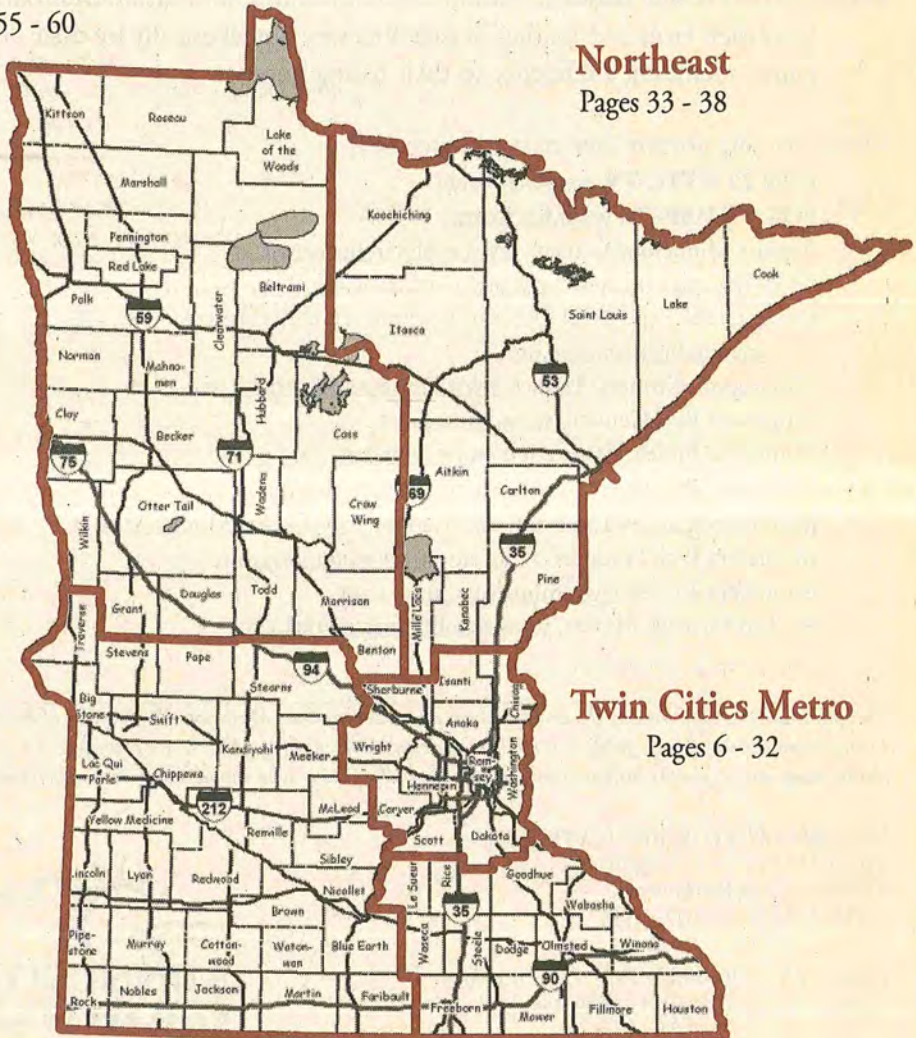 55 - 60
Northeast
Pages 33 - 38
Kittson
Roseau
Lake
of the
Woods
Marshall
Koochiching
Pennington
Red Lake
Beltrami
Cook
Polk
59
Clearwater
Itasca
Saint Louis
Lake
Norman
Mahno-
men
Hubbard
53
Clay
Becker
Cass
75
71
Aitkin
Otter Tail
Wadena
Crow
Wing
169
Carlton
Wilkin
35
Pine
Douglas
Todd
Morrison
Mille Lacs
Kanabec
Traverse
Grant
Stevens
Pope
Benton
Isanti
Chisago
94
Stearns
Sherburne
Twin Cities Metro
Pages 6 - 32
Big
Stone
Swift
Anoka
Kandiyohi
Meeker
Wright
Washington
Lac Qui
Parle
Chippewa
Hennepin
Ram-
sey
212
McLeod
Carver
Yellow Medicine
Renville
Scott
Dakota
Sibley
Lincoln
Lyon
Redwood
Nicollet
Le Sueur
Rice
Goodhue
Brown
35
Wabasha
Pipe-
stone
Murray
Cotton-
wood
Waton-
wan
Blue Earth
Waseca
Steele
Dodge
Olmsted
Winona
90
Rock
Nobles
Jackson
Martin
Faribault
Freeborn
Mower
Fillmore
Houston